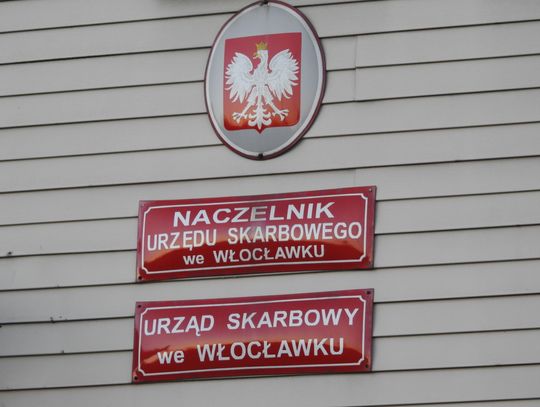 NACZELNIK
URZĘDU SKARBOWEGO
we WŁOCŁAWKU
URZĄD SKARBOWY
we WŁOCŁAWKU